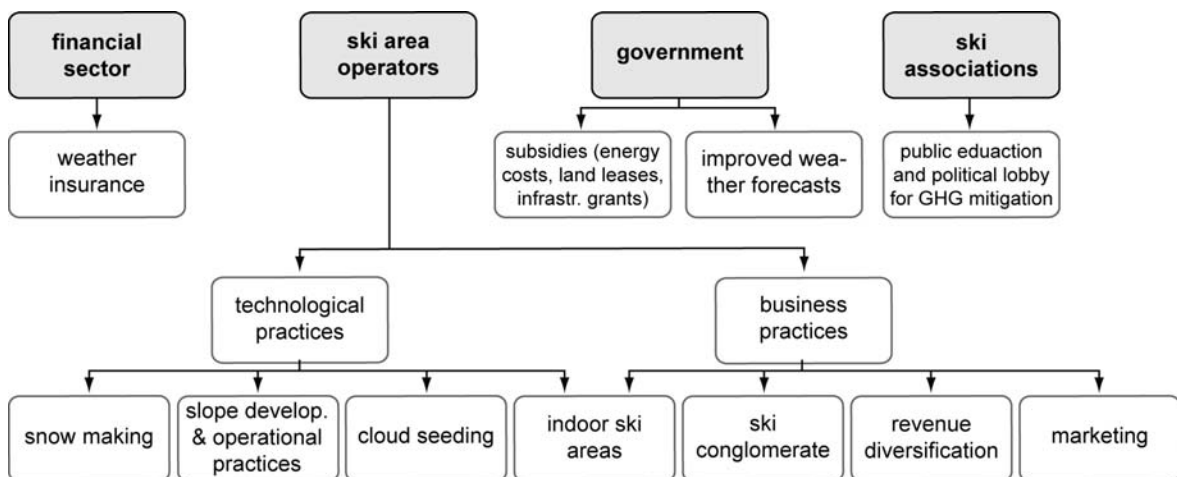 financial
sector
ski area
operators
government
ski
associations
weather
insurance
subsidies (energy
costs, land leases,
infrastr. grants)
improved wea-
ther forecasts
public eduaction
and political lobby
for GHG mitigation
technological
practices
business
practices
snow making
slope develop.
& operational
practices
cloud seeding
indoor ski
areas
ski
conglomerate
revenue
diversification
marketing